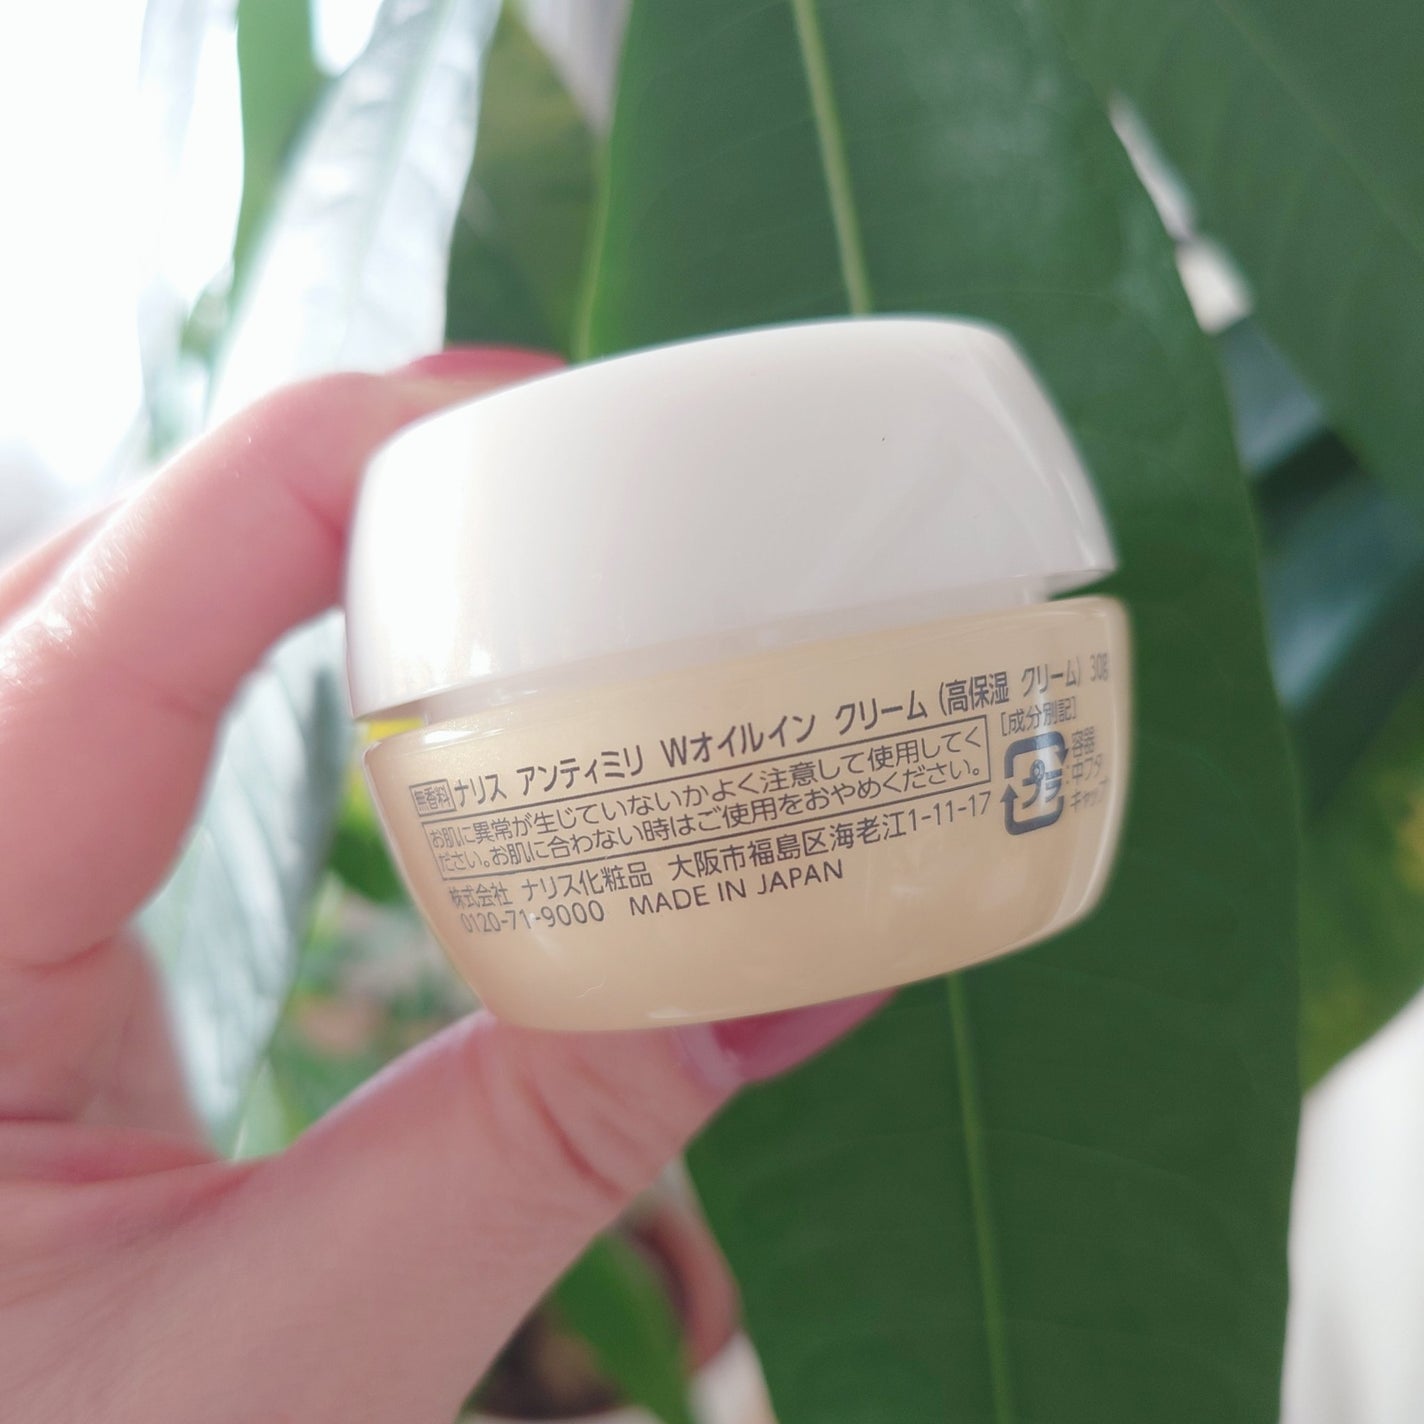 無香料 ナリス アンティミリ Wオイルイン クリーム (高保湿 クリーム) 30g
お肌に異常が生じていないかよく注意して使用してく
ださい。お肌に合わない時はご使用をおやめください。
株式会社 ナリス化粧品 大阪市福島区海老江1-11-17
0120-71-9000 MADE IN JAPAN
[成分別記]
プラ
容器
:中フタ
キャップ